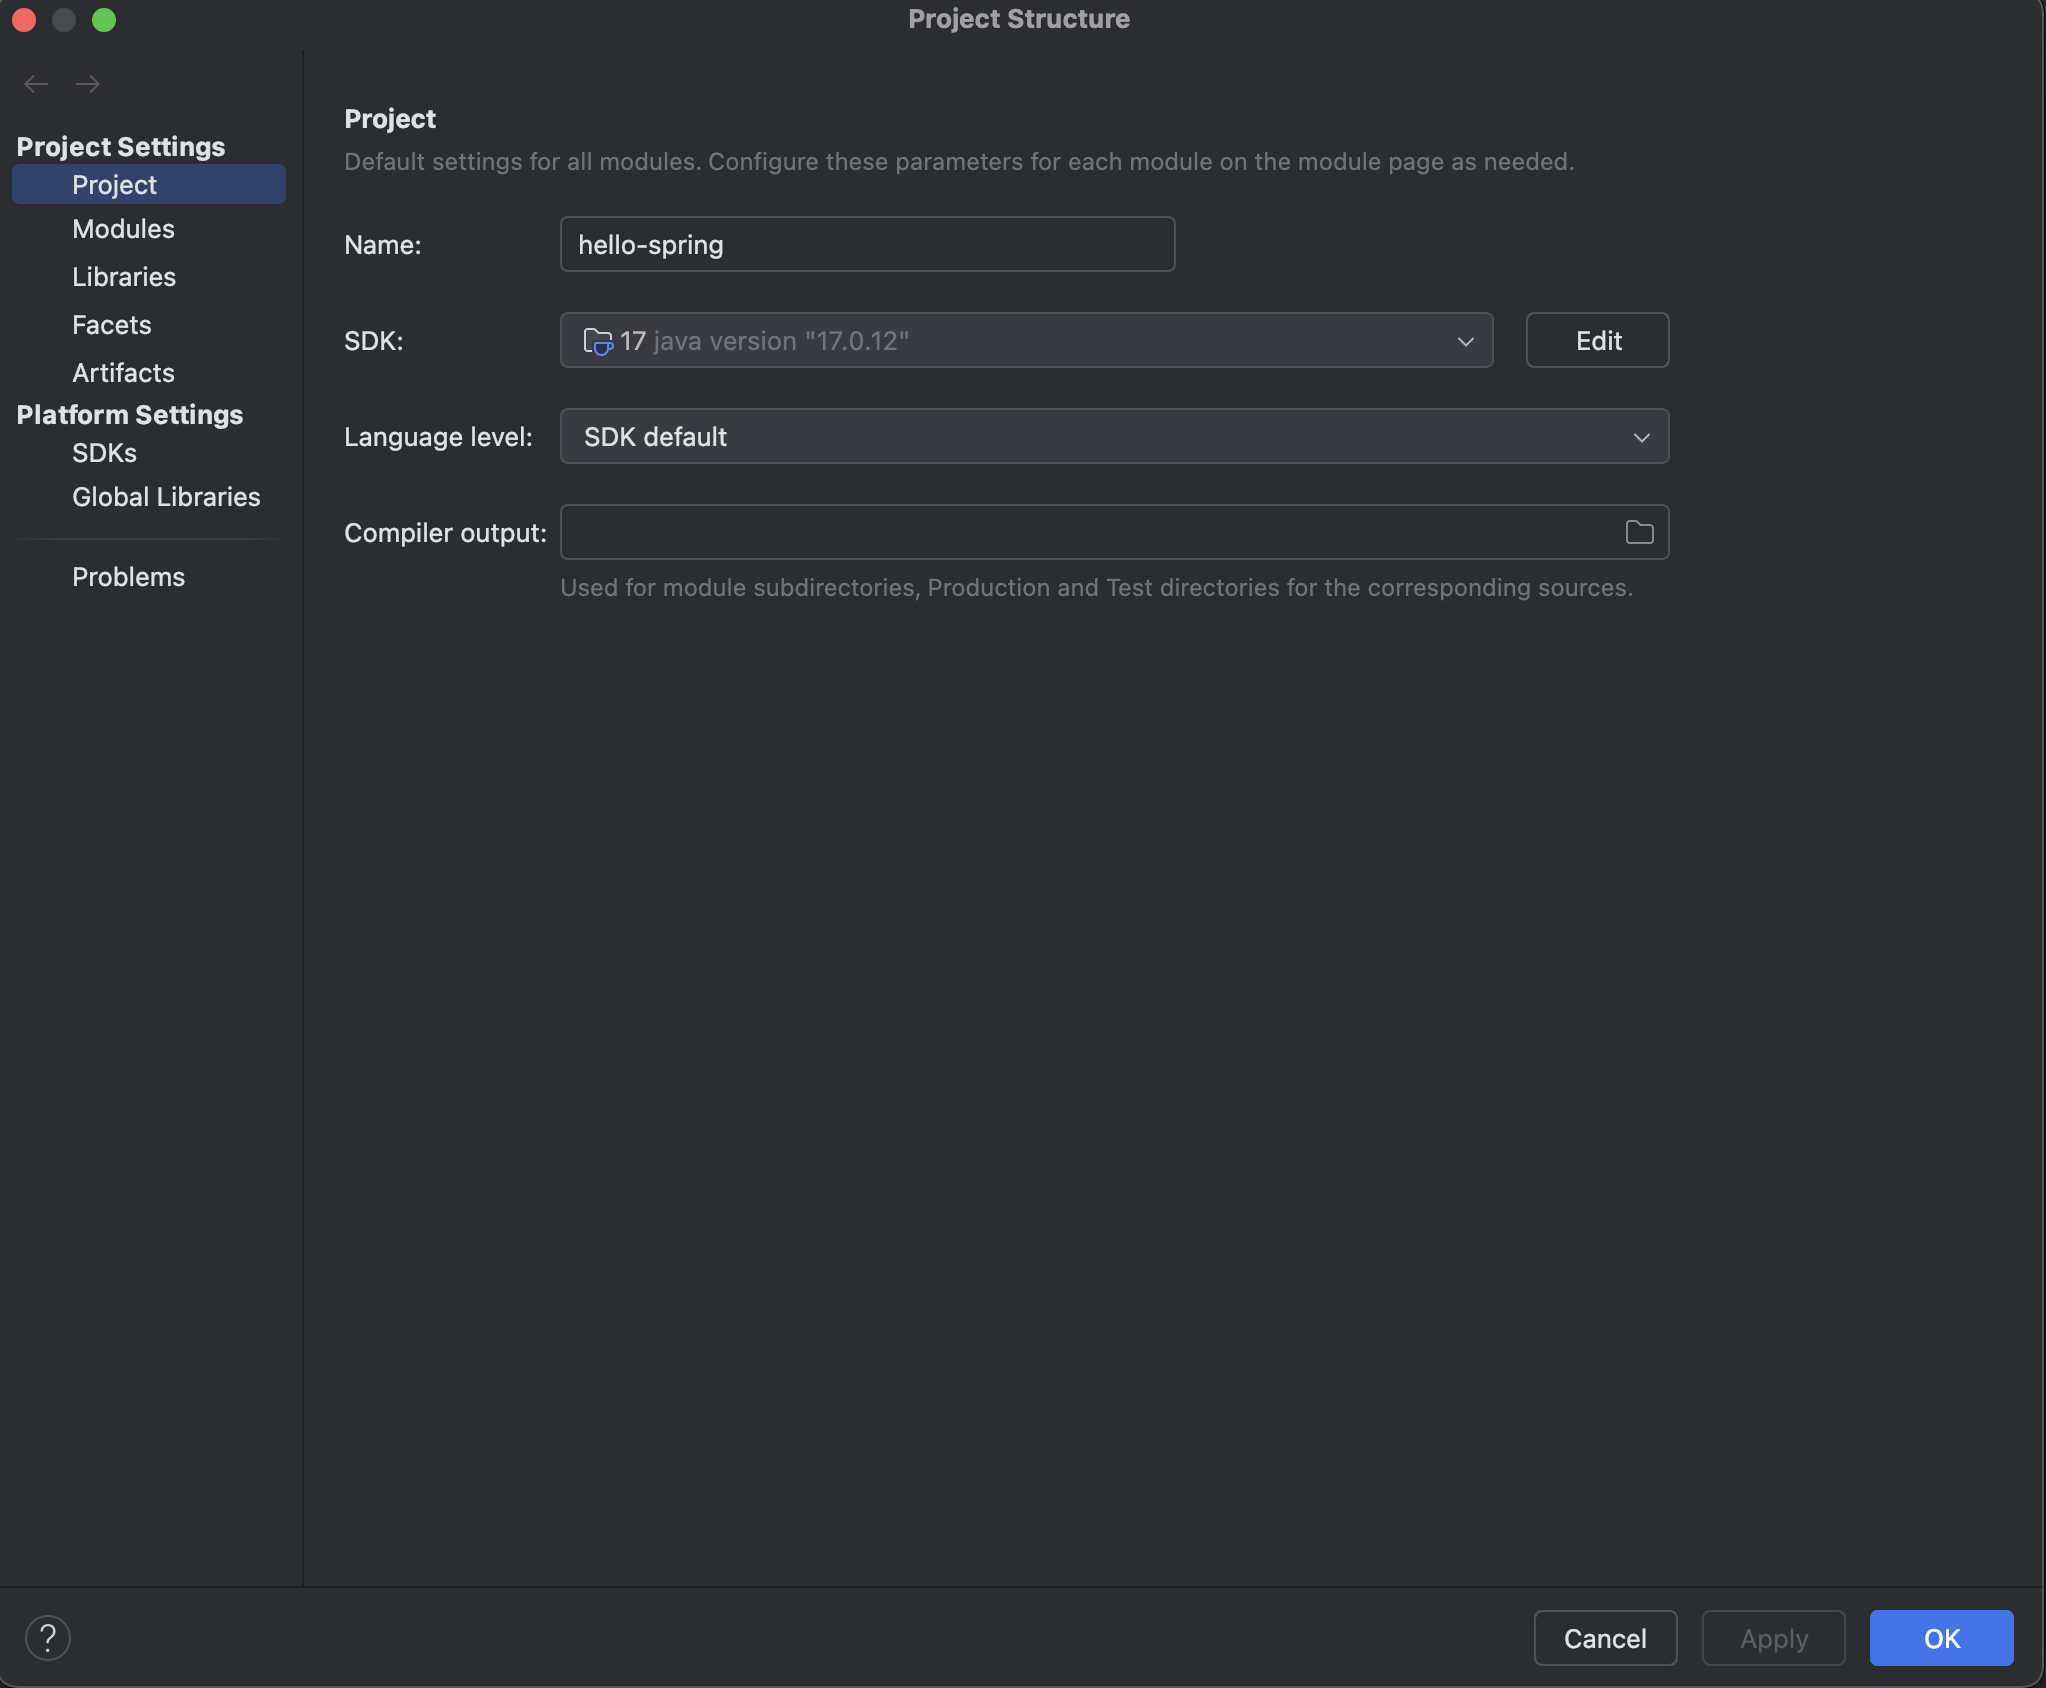 Project Structure
Project Settings
Project
Modules
Libraries
Facets
Artifacts
Platform Settings
SDKs
Global Libraries
Problems
Project
Default settings for all modules. Configure these parameters for each module on the module page as needed.
Name: hello-spring
SDK: 17 java version "17.0.12" Edit
Language level: SDK default
Compiler output:
Used for module subdirectories, Production and Test directories for the corresponding sources.
? Cancel Apply OK